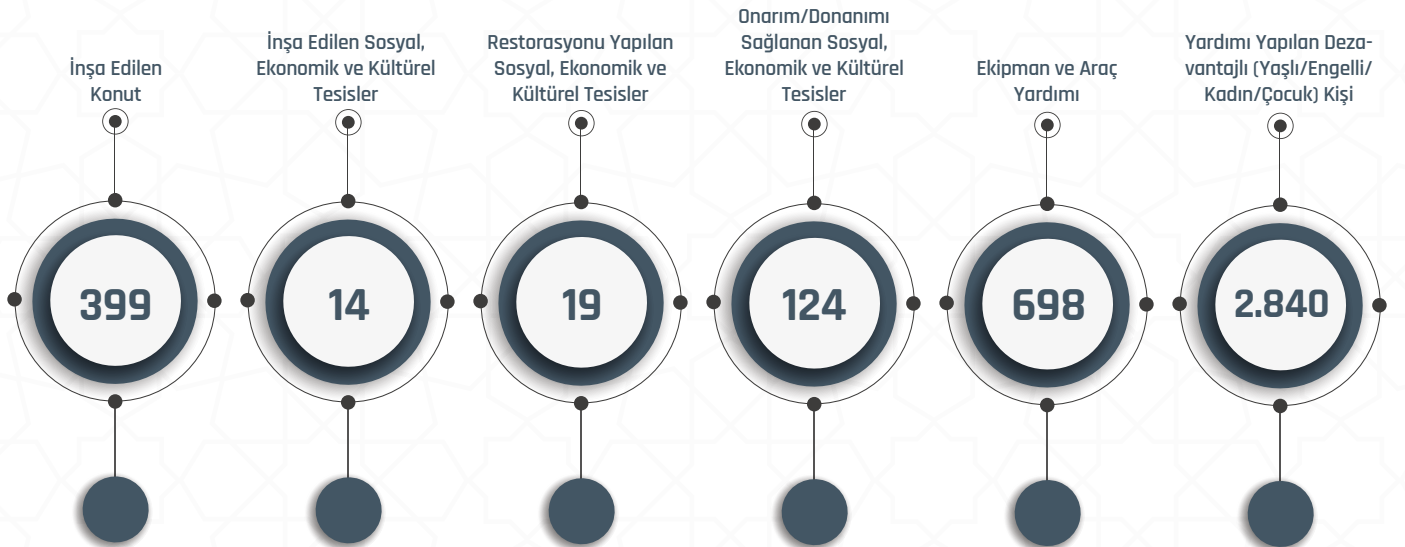 İnşa Edilen
Konut
399
İnşa Edilen Sosyal,
Ekonomik ve Kültürel
Tesisler
14
Restorasyonu Yapılan
Sosyal, Ekonomik ve
Kültürel Tesisler
19
Onarım/Donanımı
Sağlanan Sosyal,
Ekonomik ve Kültürel
Tesisler
124
Ekipman ve Araç
Yardımı
698
Yardımı Yapılan Deza-
vantajlı (Yaşlı/Engelli/
Kadın/Çocuk) Kişi
2.840